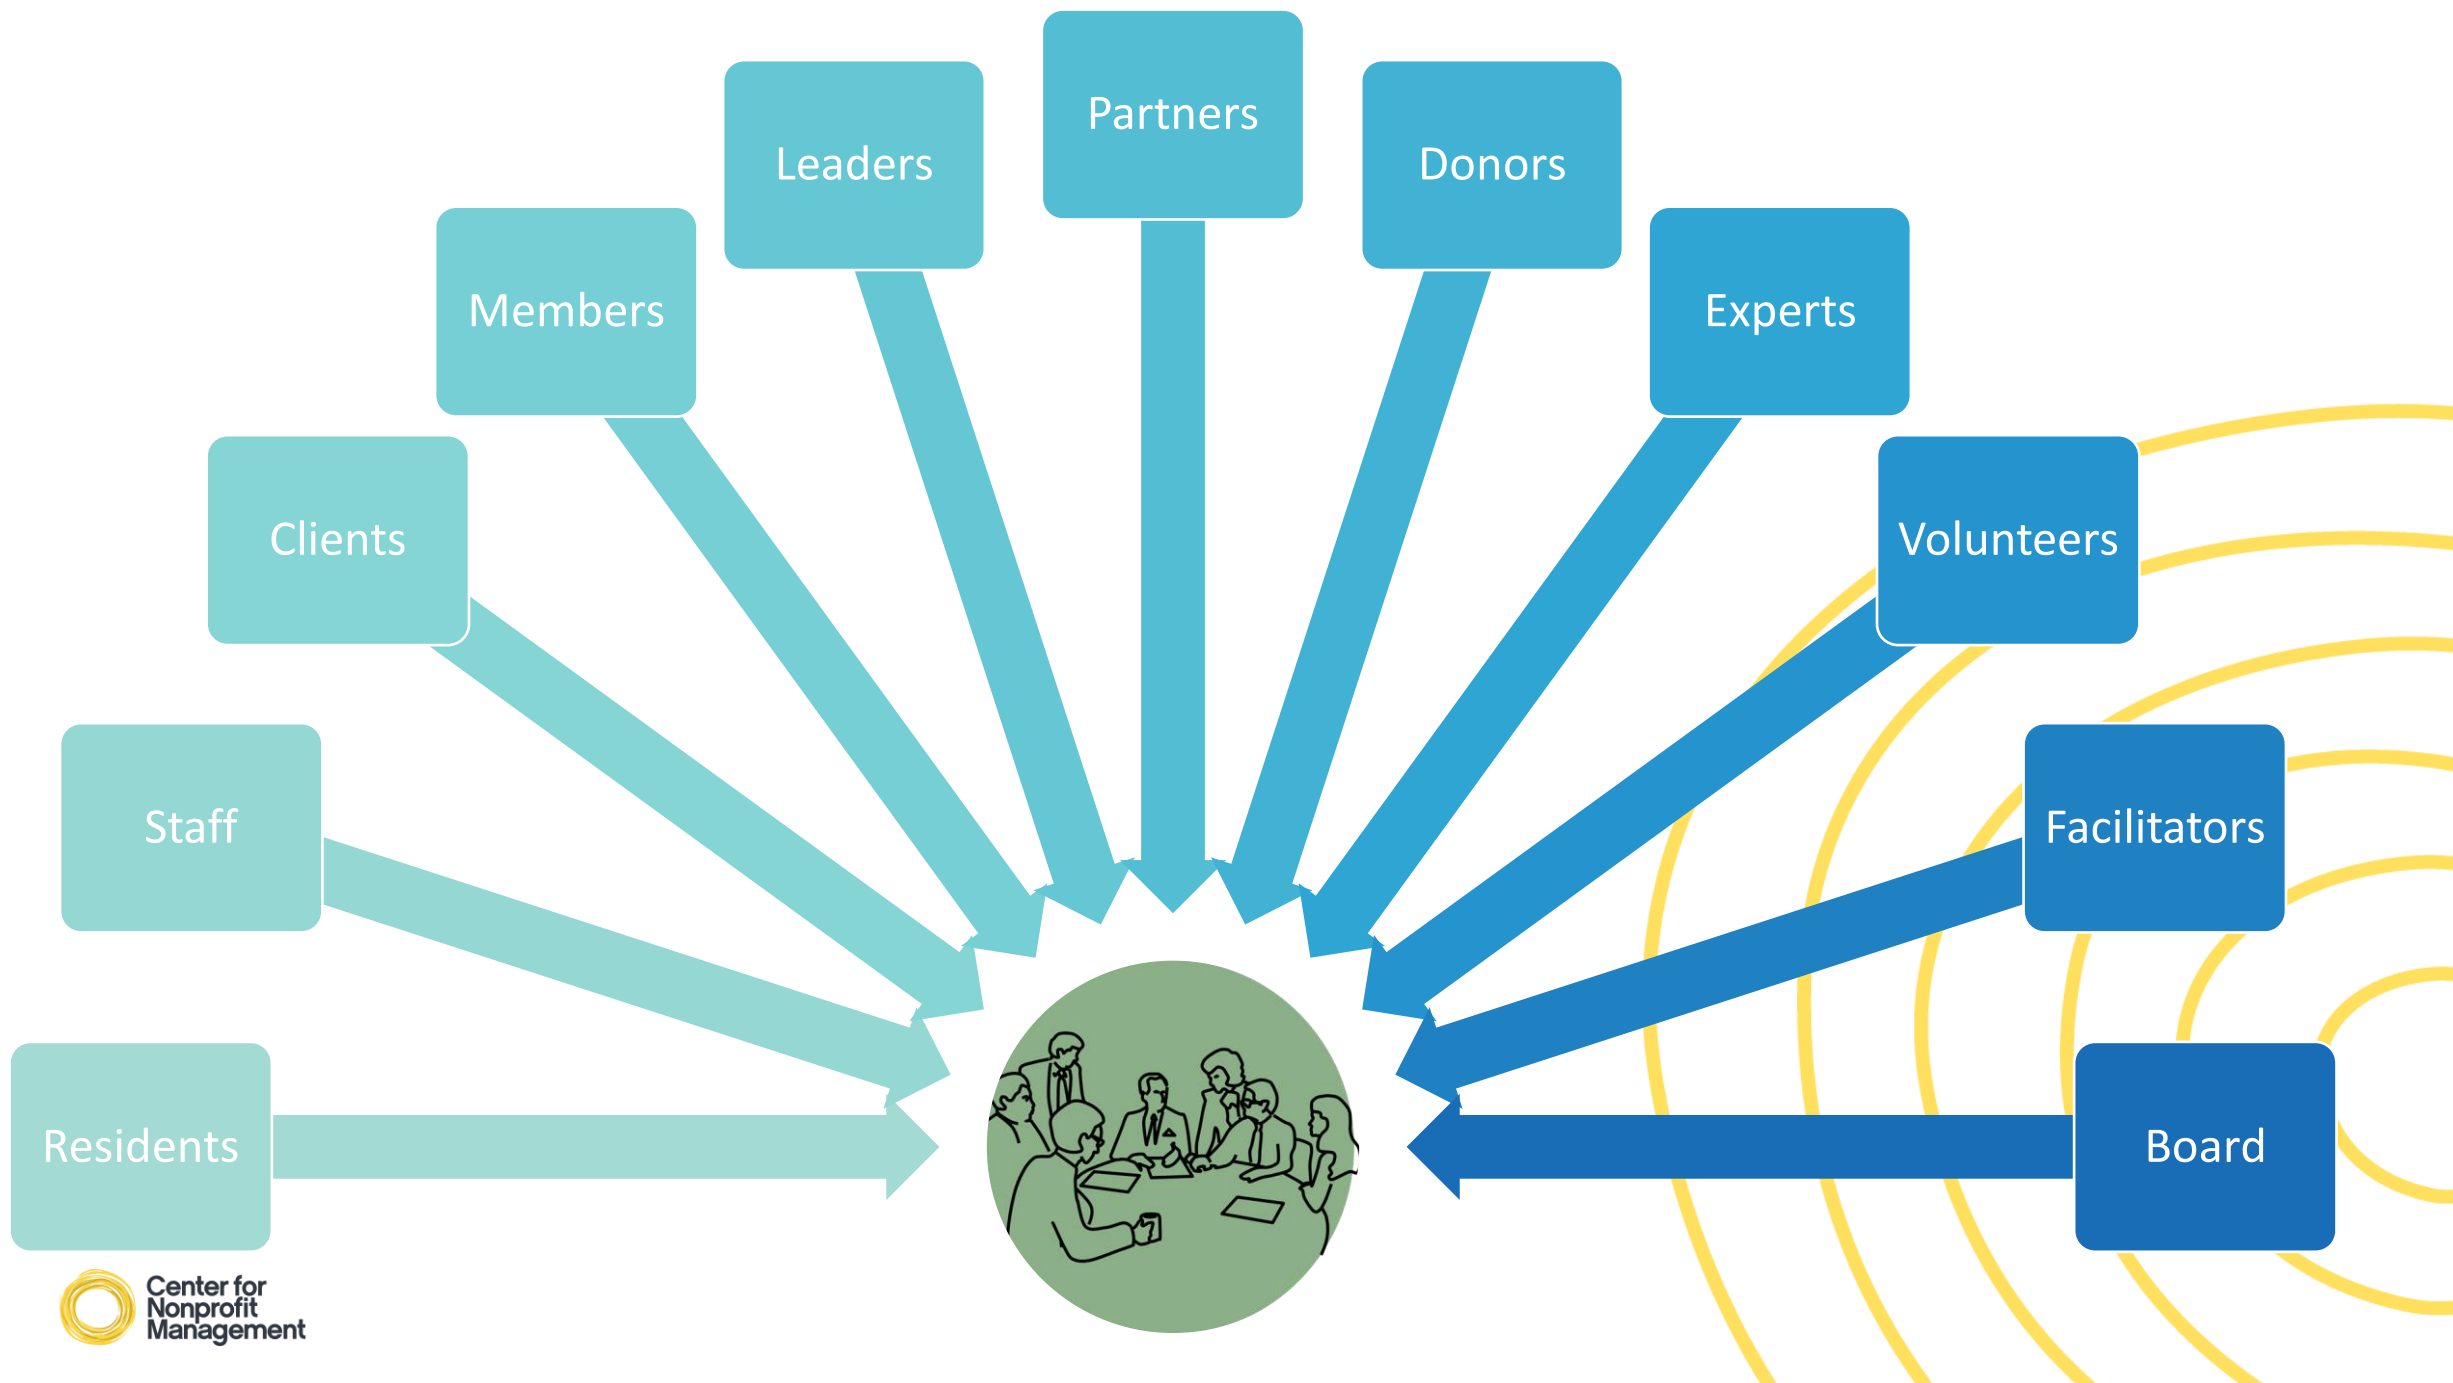 Residents
Staff
Clients
Members
Leaders
Partners
Donors
Experts
Volunteers
Facilitators
Board
Center for
Nonprofit
Management